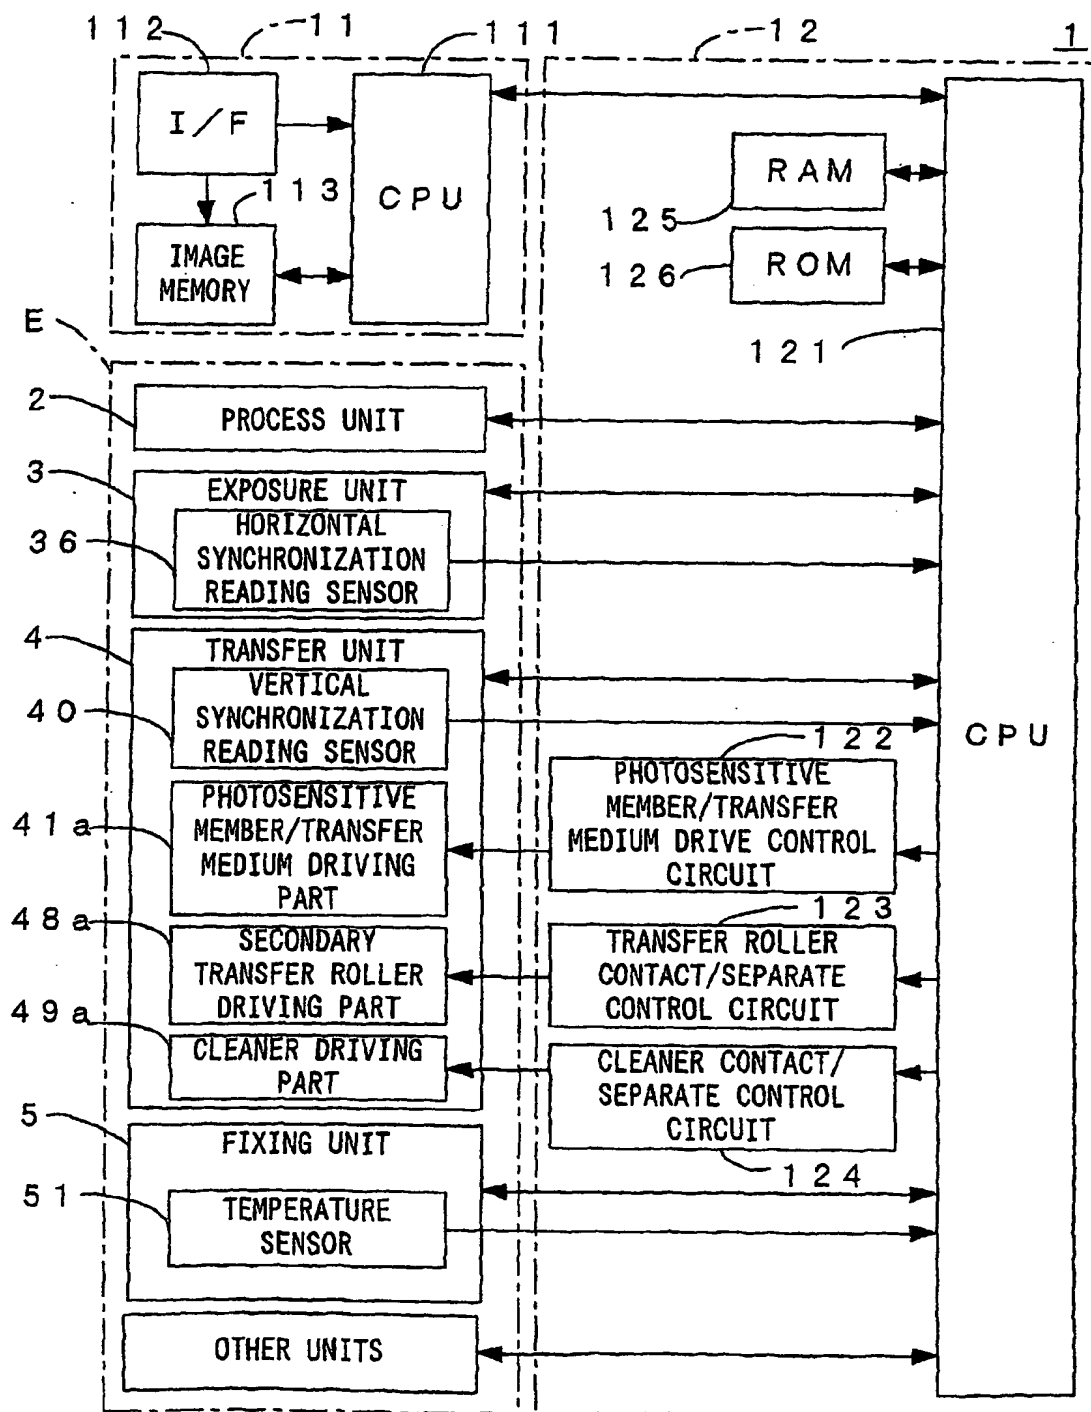 112
11
111
12
1
I/F
CPU
113
IMAGE
MEMORY
RAM
125
ROM
126
121
E
2
PROCESS UNIT
3
EXPOSURE UNIT
36
HORIZONTAL
SYNCHRONIZATION
READING SENSOR
4
TRANSFER UNIT
40
VERTICAL
SYNCHRONIZATION
READING SENSOR
CPU
122
41a
PHOTOSENSITIVE
MEMBER/TRANSFER
MEDIUM DRIVING
PART
PHOTOSENSITIVE
MEMBER/TRANSFER
MEDIUM DRIVE CONTROL
CIRCUIT
123
48a
SECONDARY
TRANSFER ROLLER
DRIVING PART
TRANSFER ROLLER
CONTACT/SEPARATE
CONTROL CIRCUIT
49a
CLEANER DRIVING
PART
CLEANER CONTACT/
SEPARATE CONTROL
CIRCUIT
124
5
FIXING UNIT
51
TEMPERATURE
SENSOR
OTHER UNITS